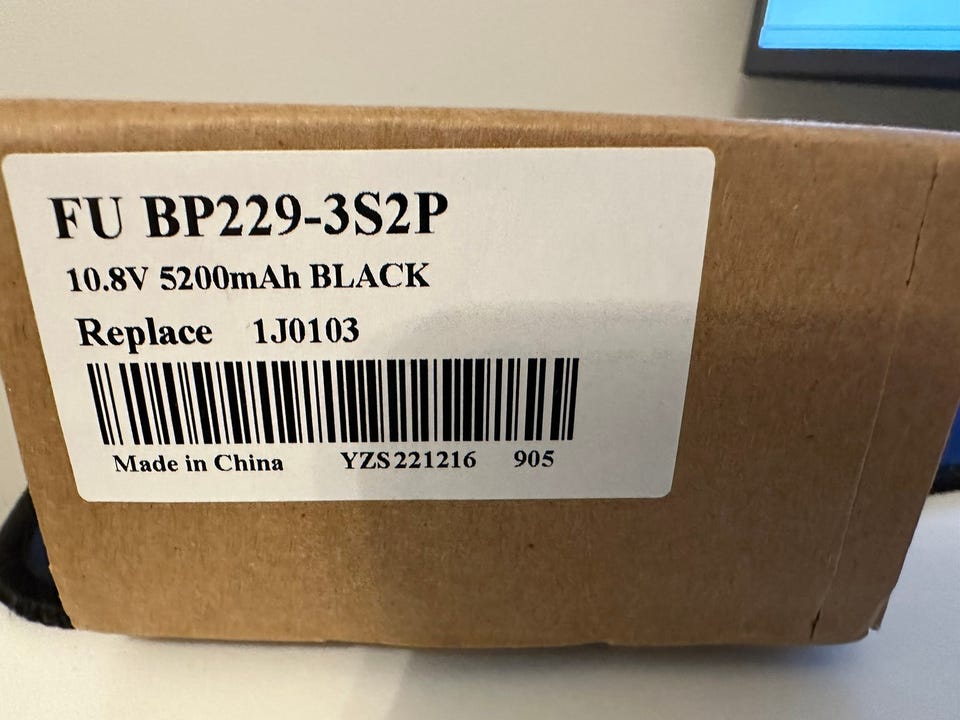 FU BP229-3S2P
10.8V 5200mAh BLACK
Replace 1J0103
Made in China YZS221216 905